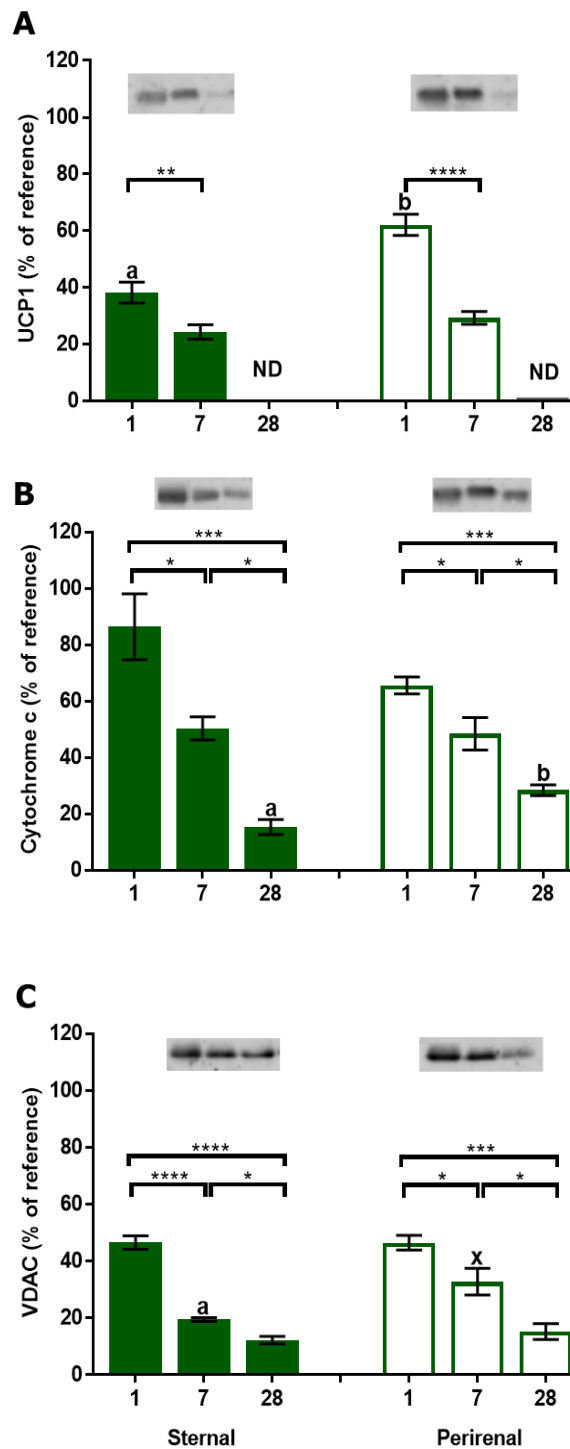 A
UCP1 (% of reference)
120
100
80
60
40
20
0
**
****
a
b
ND
ND
1 7 28 1 7 28
B
Cytochrome c (% of reference)
120
100
80
60
40
20
0
*** ***
* * * *
a
b
1 7 28 1 7 28
C
VDAC (% of reference)
120
100
80
60
40
20
0
**** ***
**** * * *
a
x
1 7 28 1 7 28
Sternal Perirenal